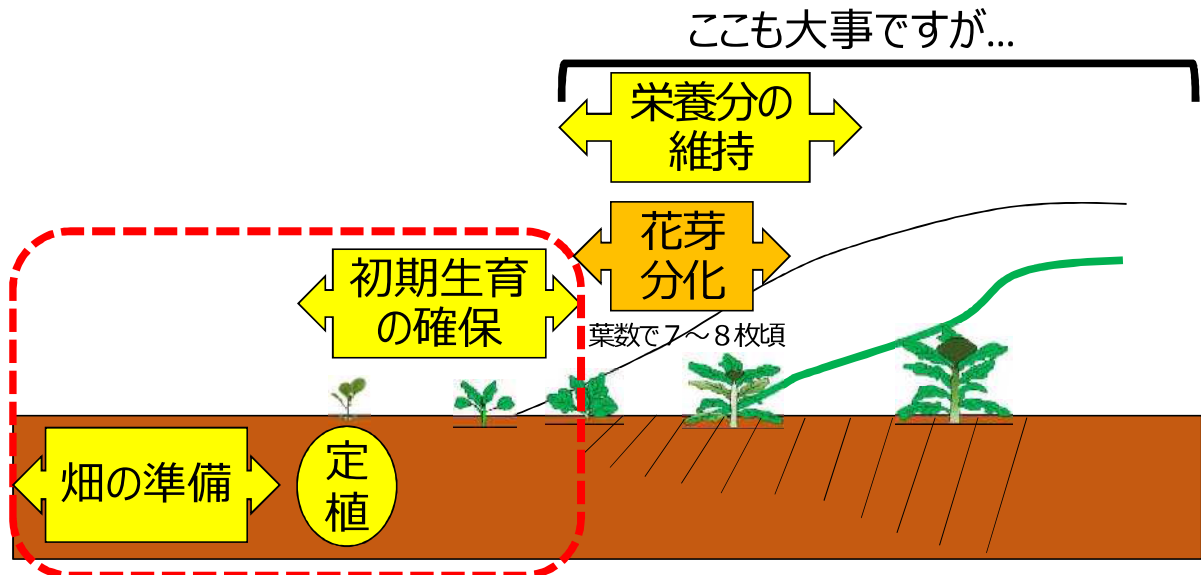 ここも大事ですが...
栄養分の
維持
花芽
分化
初期生育
の確保
葉数で７～８枚頃
畑の準備
定
植